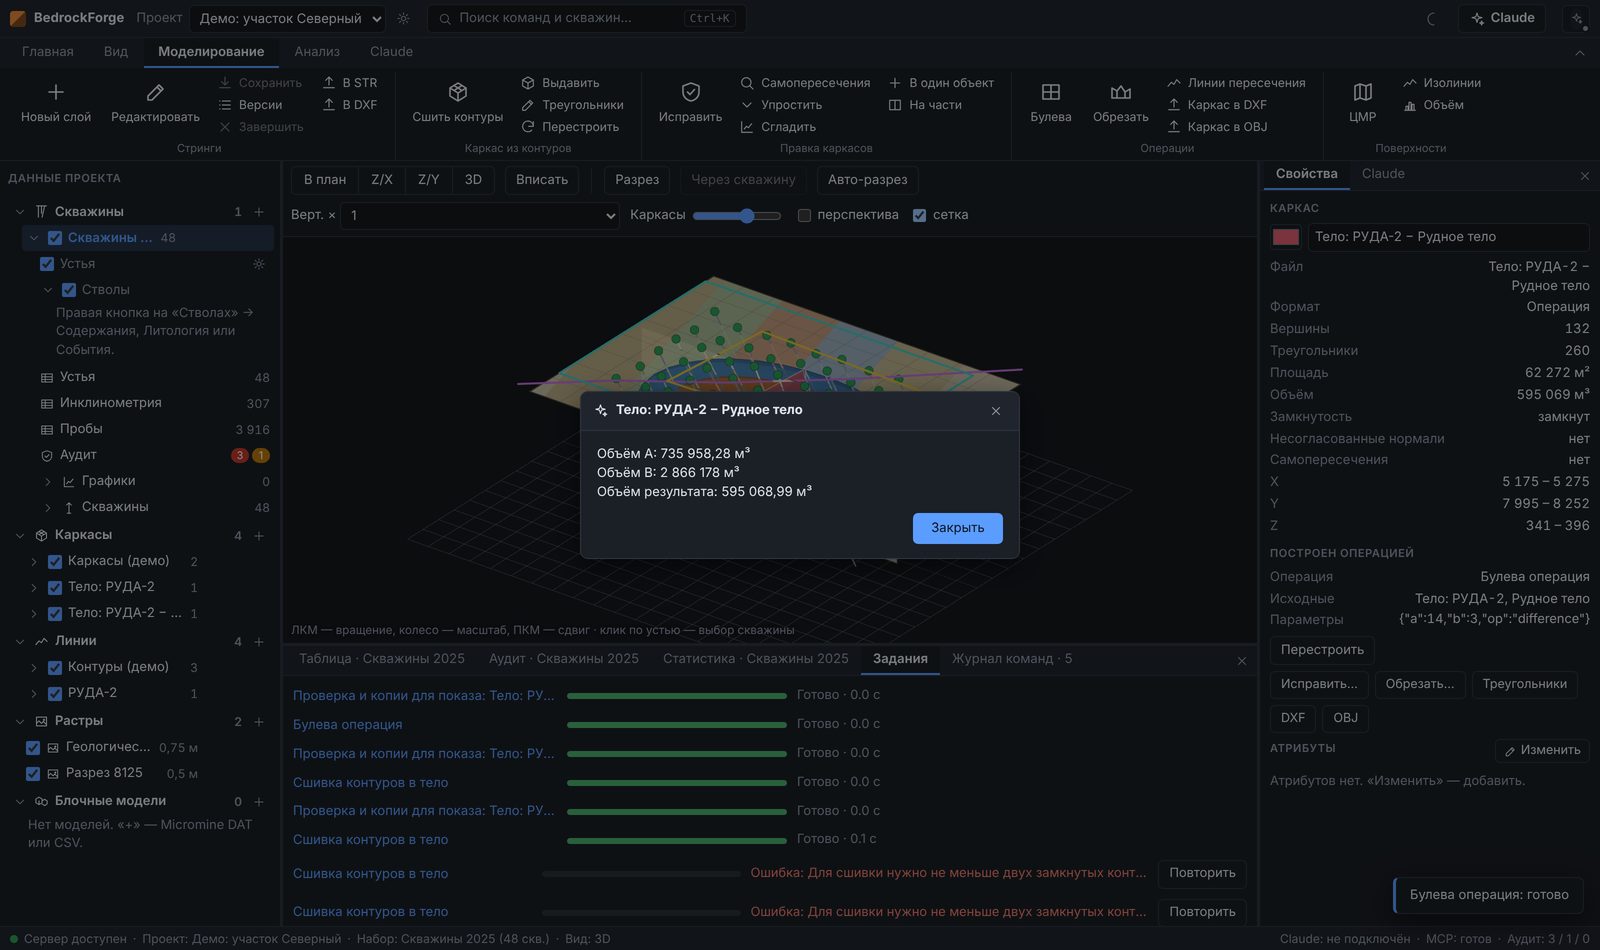 BedrockForge
Проект
Демо: участок Северный
Поиск команд и скважин...
Ctrl+K
Claude
Главная
Вид
Моделирование
Анализ
Claude
Новый слой
Редактировать
Сохранить
Версии
Завершить
В STR
В DXF
Стринги
Сшить контуры
Выдавить
Треугольники
Перестроить
Каркас из контуров
Исправить
Самопересечения
Упростить
Сгладить
В один объект
На части
Правка каркасов
Булева
Обрезать
Линии пересечения
Каркас в DXF
Каркас в OBJ
Операции
ЦМР
Изолинии
Объём
Поверхности
ДАННЫЕ ПРОЕКТА
Скважины 1
Скважины ... 48
Устья
Стволы
Правая кнопка на «Стволах» →
Содержания, Литология или
События.
Устья 48
Инклинометрия 307
Пробы 3 916
Аудит 3 1
Графики 0
Скважины 48
Каркасы 4
Каркасы (демо) 2
Тело: РУДА-2 1
Тело: РУДА-2 − ... 1
Линии 4
Контуры (демо) 3
РУДА-2 1
Растры 2
Геологичес... 0,75 м
Разрез 8125 0,5 м
Блочные модели 0
Нет моделей. «+» — Micromine DAT
или CSV.
В план
Z/X
Z/Y
3D
Вписать
Разрез
Через скважину
Авто-разрез
Верт. ×
1
Каркасы
перспектива
сетка
Тело: РУДА-2 − Рудное тело
Объём A: 735 958,28 м³
Объём B: 2 866 178 м³
Объём результата: 595 068,99 м³
Закрыть
ЛКМ — вращение, колесо — масштаб, ПКМ — сдвиг · клик по устью — выбор скважины
Таблица · Скважины 2025
Аудит · Скважины 2025
Статистика · Скважины 2025
Задания
Журнал команд · 5
Проверка и копии для показа: Тело: РУ... Готово · 0.0 с
Булева операция Готово · 0.0 с
Проверка и копии для показа: Тело: РУ... Готово · 0.0 с
Сшивка контуров в тело Готово · 0.0 с
Проверка и копии для показа: Тело: РУ... Готово · 0.0 с
Сшивка контуров в тело Готово · 0.1 с
Сшивка контуров в тело Ошибка: Для сшивки нужно не меньше двух замкнутых конт... Повторить
Сшивка контуров в тело Ошибка: Для сшивки нужно не меньше двух замкнутых конт... Повторить
Свойства
Claude
КАРКАС
Тело: РУДА-2 − Рудное тело
Файл Тело: РУДА-2 −
Рудное тело
Формат Операция
Вершины 132
Треугольники 260
Площадь 62 272 м²
Объём 595 069 м³
Замкнутость замкнут
Несогласованные нормали нет
Самопересечения нет
X 5 175 – 5 275
Y 7 995 – 8 252
Z 341 – 396
ПОСТРОЕН ОПЕРАЦИЕЙ
Операция Булева операция
Исходные Тело: РУДА-2, Рудное тело
Параметры {"a":14,"b":3,"op":"difference"}
Перестроить
Исправить...
Обрезать...
Треугольники
DXF
OBJ
АТРИБУТЫ
Изменить
Атрибутов нет. «Изменить» — добавить.
Булева операция: готово
Сервер доступен · Проект: Демо: участок Северный · Набор: Скважины 2025 (48 скв.) · Вид: 3D
Claude: не подключён · MCP: готов · Аудит: 3 / 1 / 0